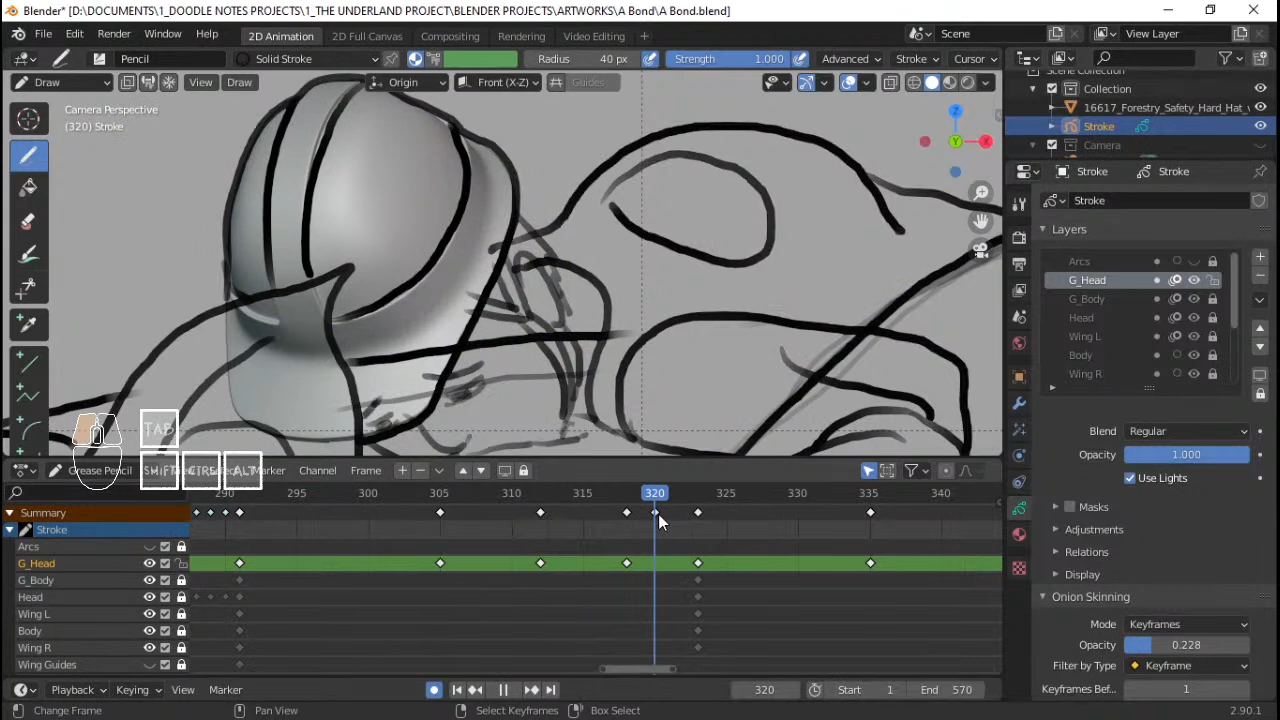 Blender* [D:\DOCUMENTS\1_DOODLE NOTES PROJECTS\1_THE UNDERLAND PROJECT\BLENDER PROJECTS\ARTWORKS\A Bond\A Bond.blend]
File Edit Render Window Help 2D Animation 2D Full Canvas Compositing Rendering Video Editing + Scene View Layer
Pencil Solid Stroke Radius 40 px Strength 1.000 Advanced Stroke Cursor
Draw View Draw Origin Front (X-Z) Guides
Scene Collection
Collection
16617_Forestry_Safety_Hard_Hat_
Stroke
Camera
Camera Perspective
(320) Stroke
Z
Y
X
Stroke Stroke
Stroke
Layers
Arcs
G_Head
G_Body
Head
Wing L
Body
Wing R
Blend Regular
Opacity 1.000
Use Lights
Masks
Adjustments
Relations
Display
Onion Skinning
Mode Keyframes
Opacity 0.228
Filter by Type Keyframe
Keyframes Bef... 1
TAB
SHIFT CTRL ALT
Grease Pencil Marker Channel Frame
290 295 300 305 310 315 320 325 330 335 340
Summary
Stroke
Arcs
G_Head
G_Body
Head
Wing L
Body
Wing R
Wing Guides
Playback Keying View Marker 320 Start 1 End 570
Change Frame Pan View Select Keyframes Box Select 2.90.1